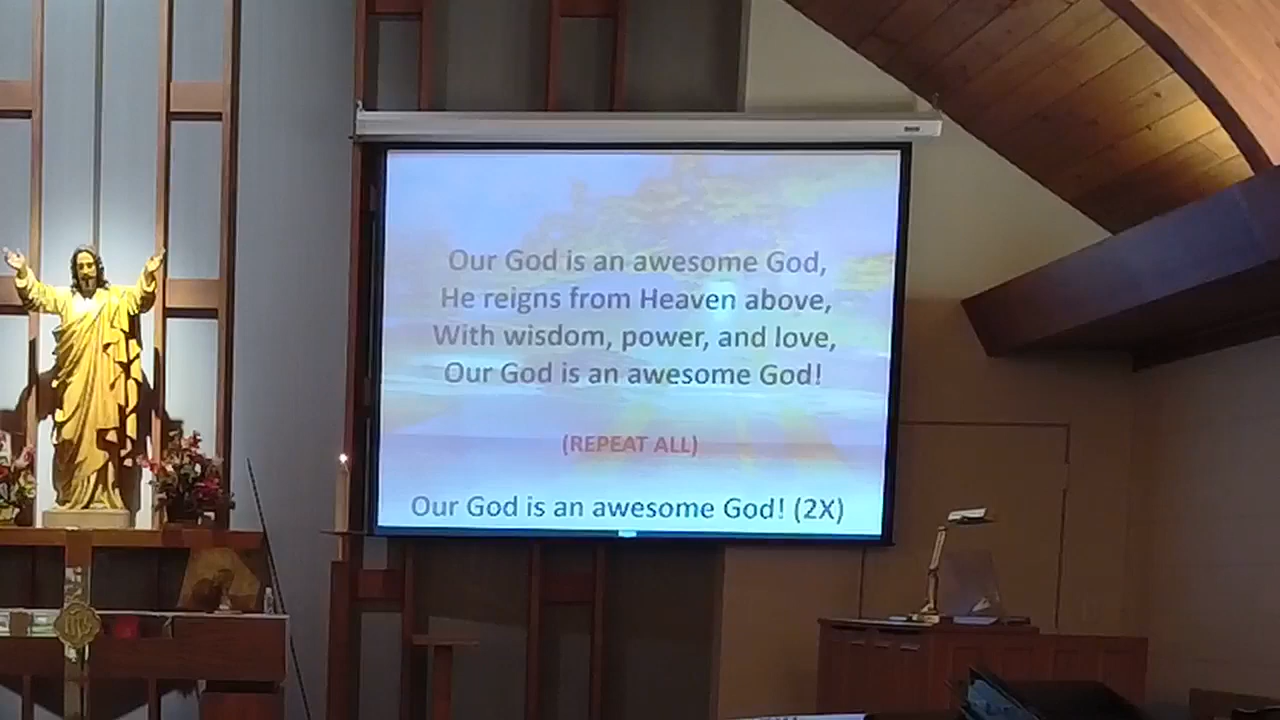 Our God is an awesome God,
He reigns from Heaven above,
With wisdom, power, and love,
Our God is an awesome God!
(REPEAT ALL)
Our God is an awesome God! (2X)
IHS